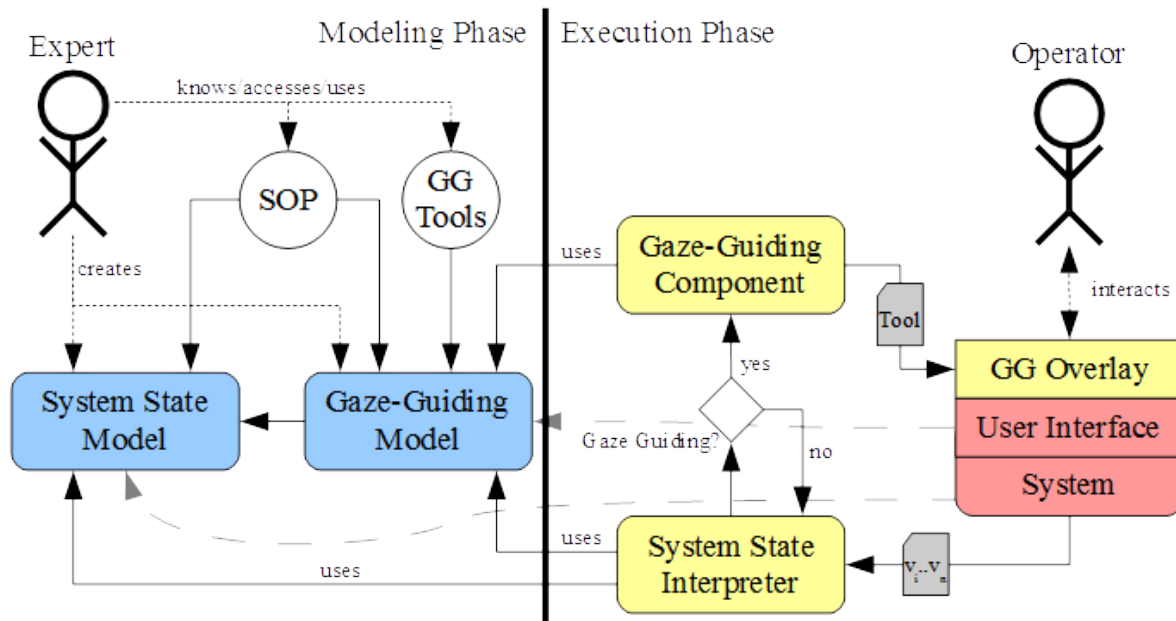 Modeling Phase
Execution Phase
Expert
Operator
knows/accesses/uses
SOP
GG
Tools
creates
uses
Gaze-Guiding
Component
Tool
interacts
System State
Model
Gaze-Guiding
Model
yes
Gaze Guiding?
no
GG Overlay
User Interface
System
uses
uses
System State
Interpreter
v_i..v_n